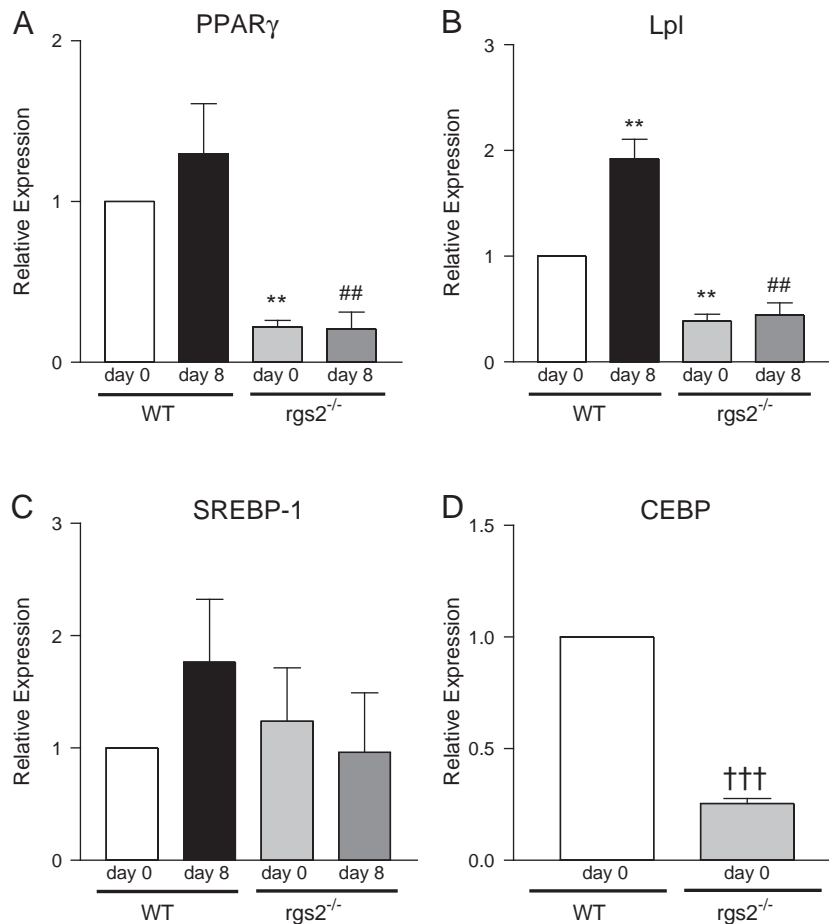 A
PPARγ
Relative Expression
2
1
0
**
##
day 0 day 8 day 0 day 8
WT rgs2-/-
B
Lpl
Relative Expression
3
2
1
0
**
**
##
day 0 day 8 day 0 day 8
WT rgs2-/-
C
SREBP-1
Relative Expression
3
2
1
0
day 0 day 8 day 0 day 8
WT rgs2-/-
D
CEBP
Relative Expression
1.5
1.0
0.5
0.0
†††
day 0 day 0
WT rgs2-/-